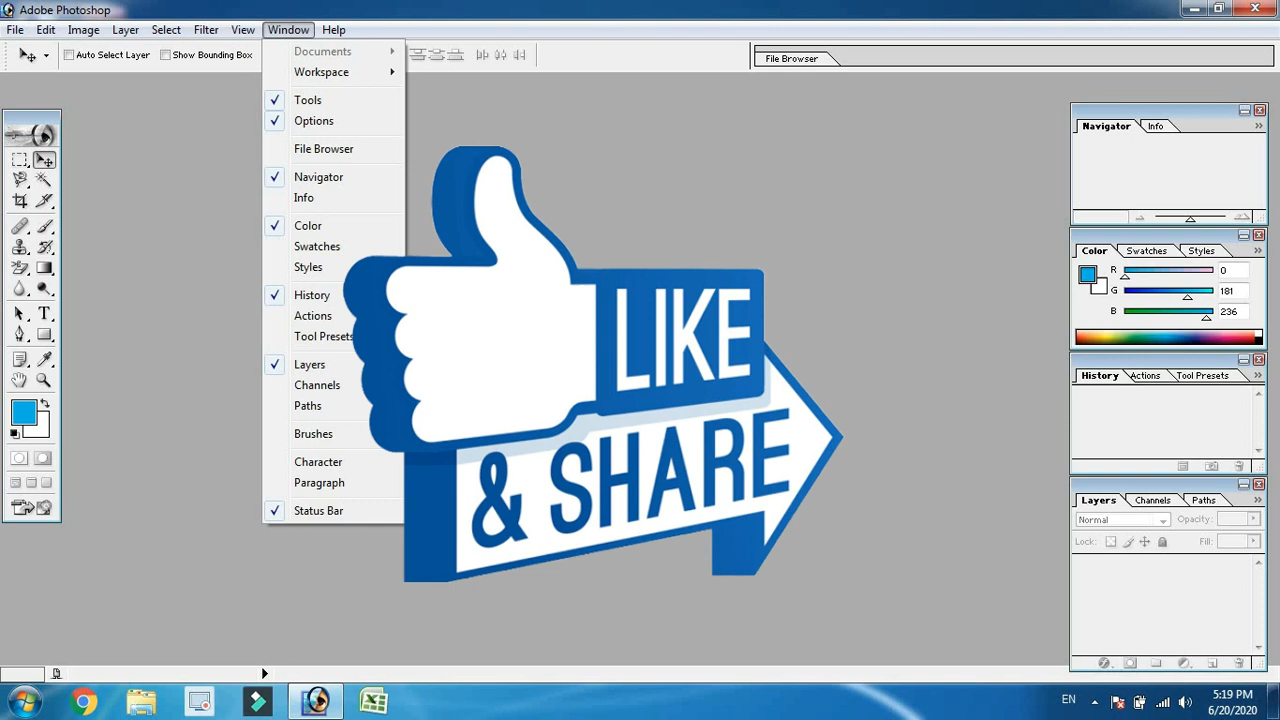 Adobe Photoshop
File Edit Image Layer Select Filter View Window Help
Auto Select Layer Show Bounding Box
File Browser
Documents
Workspace
Tools
Options
File Browser
Navigator
Info
Color
Swatches
Styles
History
Actions
Tool Presets
Layers
Channels
Paths
Brushes
Character
Paragraph
Status Bar
LIKE
& SHARE
Navigator Info
Color Swatches Styles
R 0
G 181
B 236
History Actions Tool Presets
Layers Channels Paths
Normal Opacity:
Lock: Fill:
T
EN
5:19 PM
6/20/2020